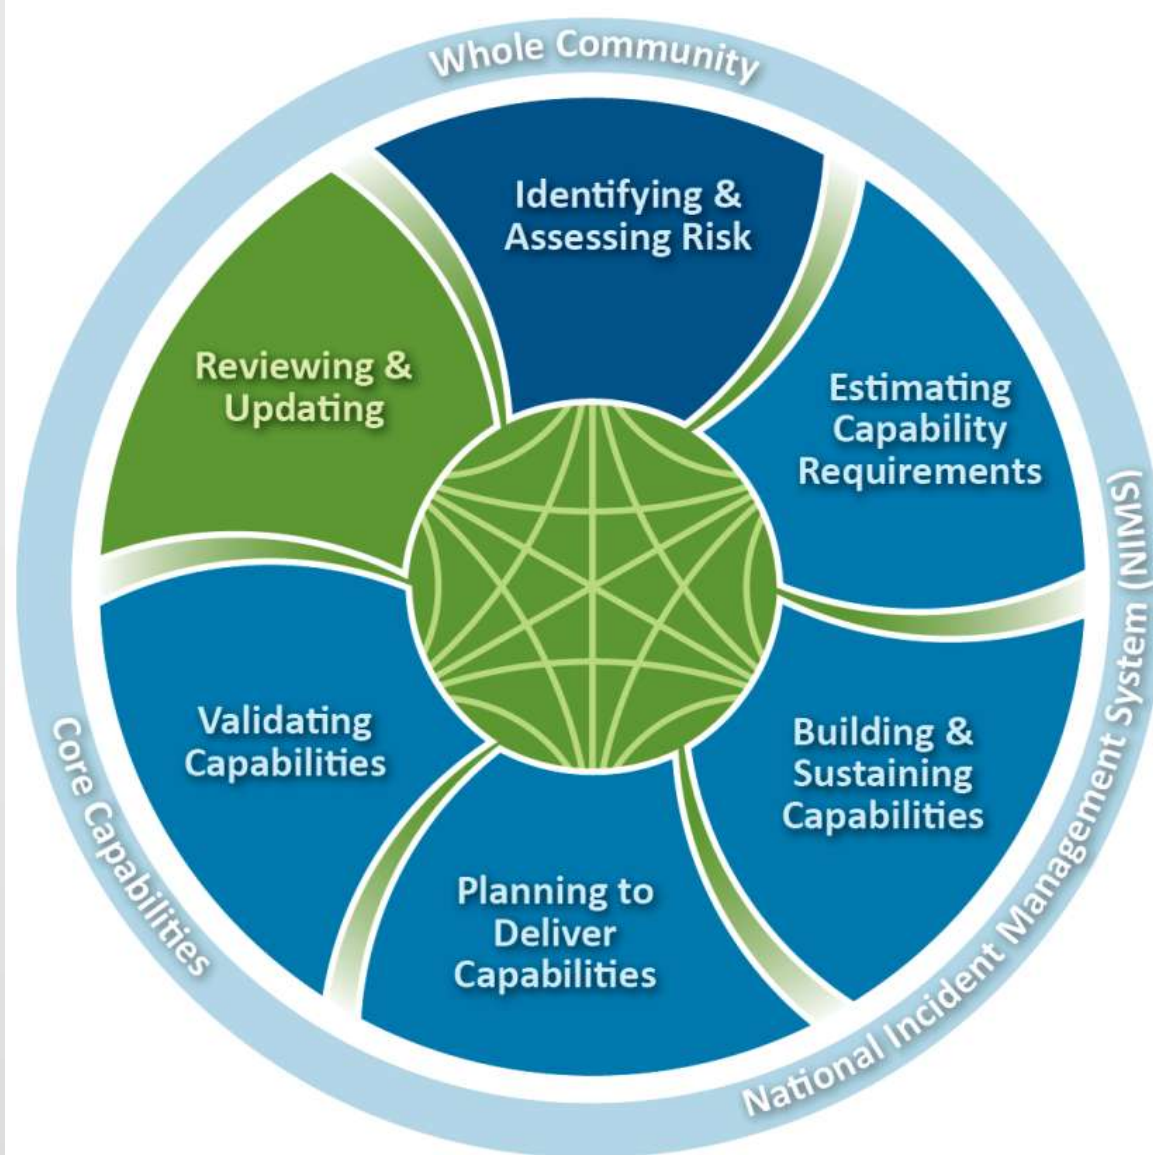 Whole Community
Identifying &
Assessing Risk
Estimating
Capability
Requirements
Building &
Sustaining
Capabilities
Planning to
Deliver
Capabilities
Validating
Capabilities
Reviewing &
Updating
National Incident Management System (NIMS)
Core Capabilities